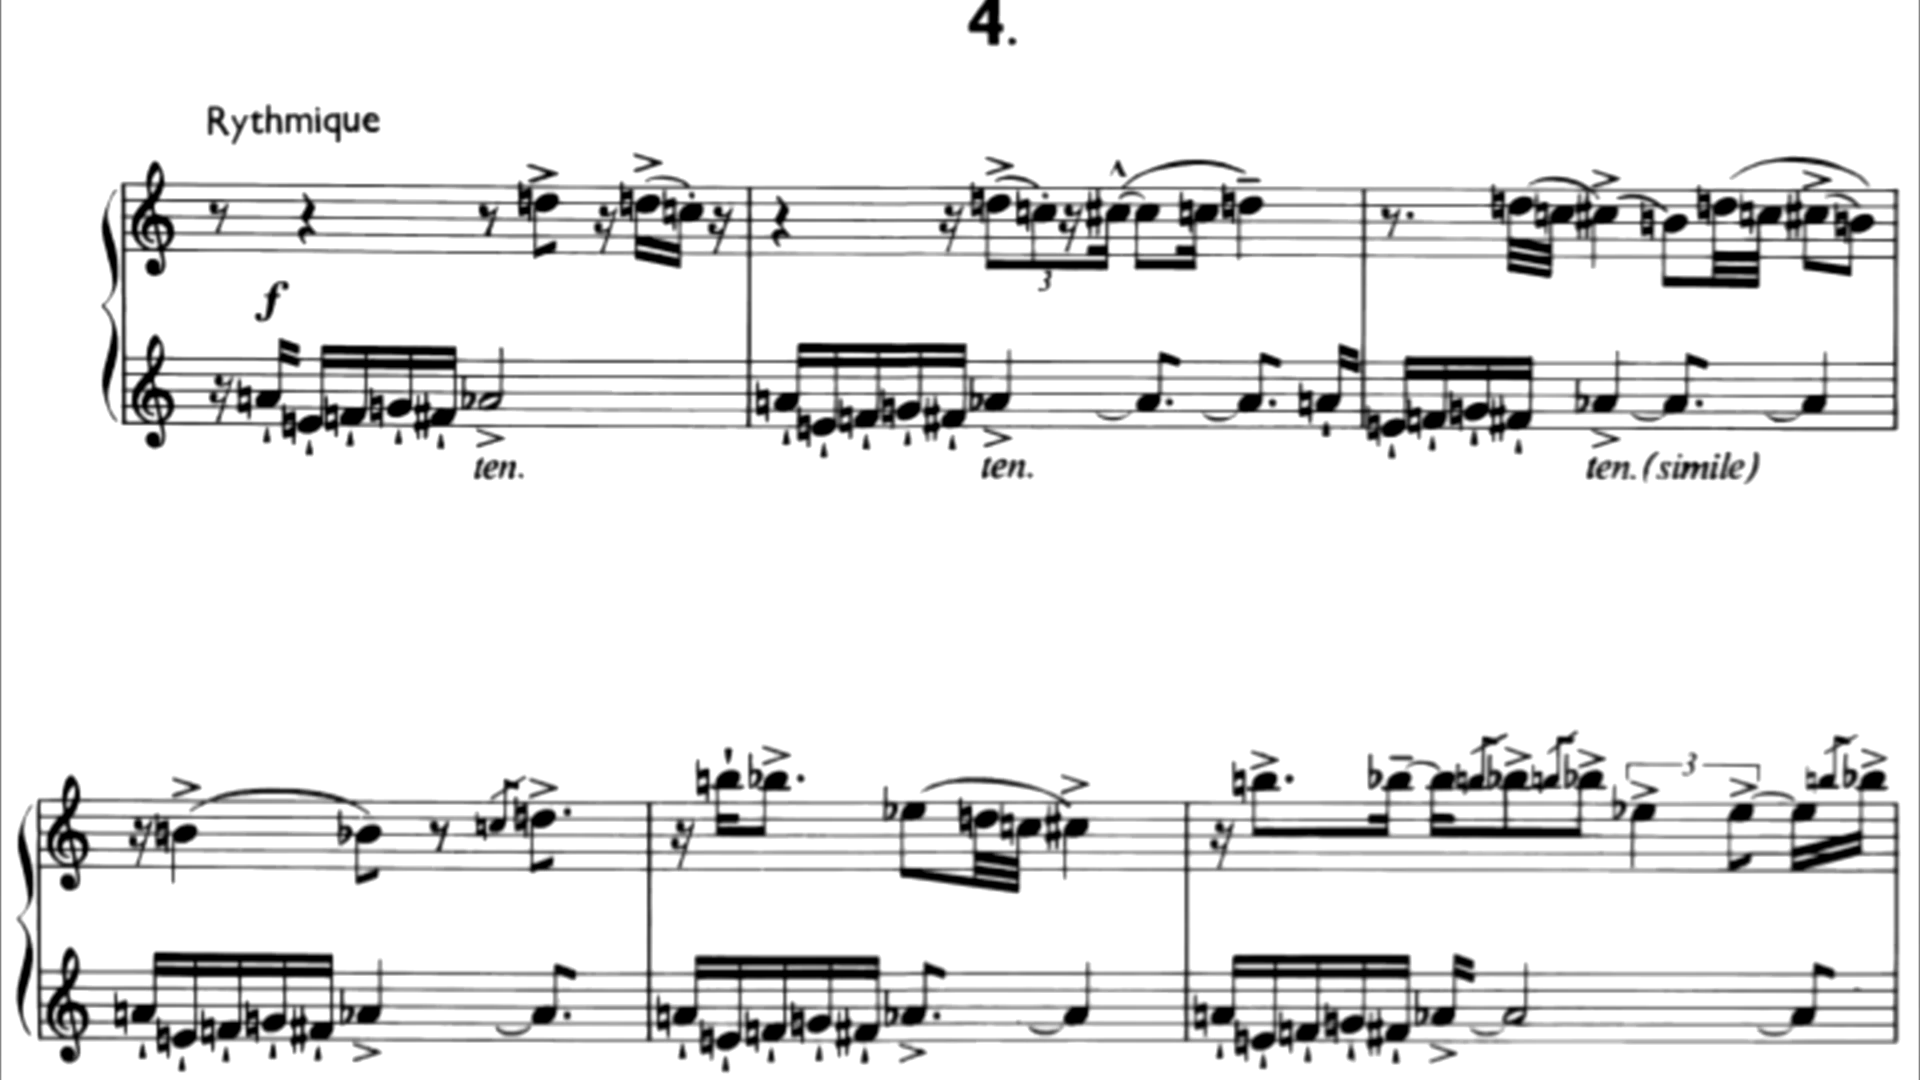 4.
Rythmique
f
3
ten.
ten.
ten. (simile)
3